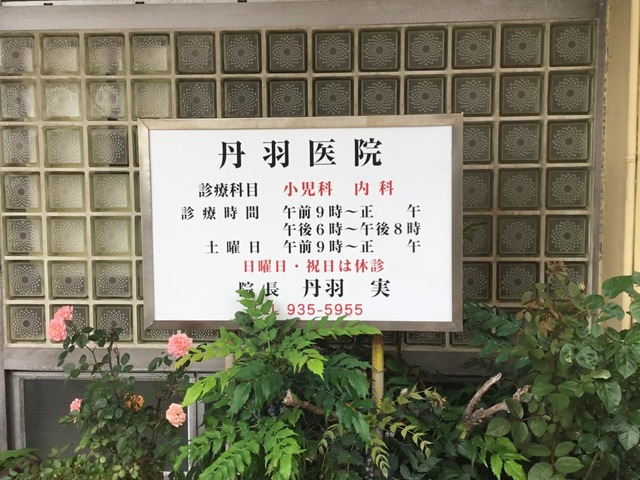 丹羽医院
診療科目 小児科 内科
診療時間 午前9時〜正 午
午後6時〜午後8時
土曜日 午前9時〜正 午
日曜日・祝日は休診
院長 丹羽 実
935-5955